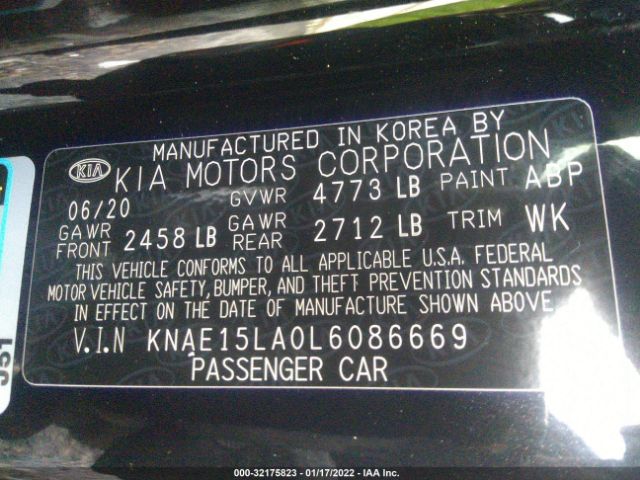 MANUFACTURED IN KOREA BY
KIA KIA MOTORS CORPORATION
06/20 GVWR 4773 LB PAINT ABP
GAWR FRONT 2458 LB GAWR REAR 2712 LB TRIM WK
THIS VEHICLE CONFORMS TO ALL APPLICABLE U.S.A. FEDERAL
MOTOR VEHICLE SAFETY, BUMPER, AND THEFT PREVENTION STANDARDS
IN EFFECT ON THE DATE OF MANUFACTURE SHOWN ABOVE.
V.I.N KNAE15LA0L6086669
PASSENGER CAR
000-32175823 - 01/17/2022 - IAA Inc.